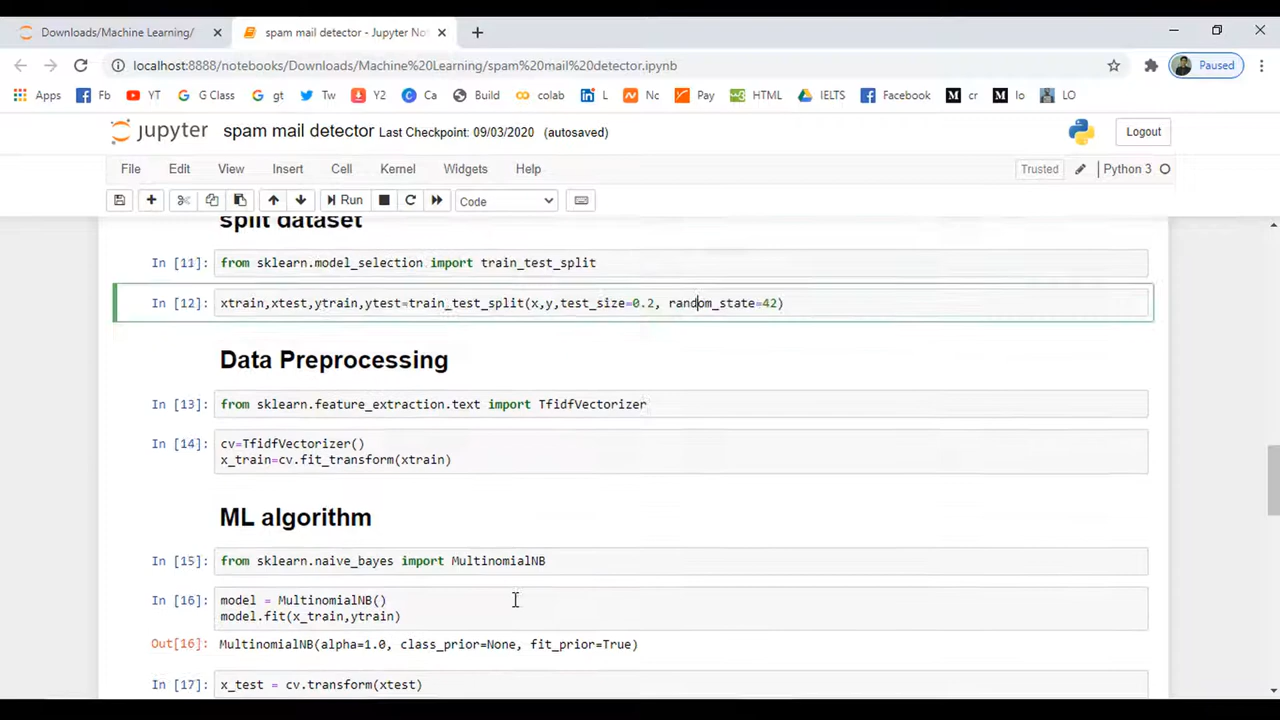 Downloads/Machine Learning/
spam mail detector - Jupyter No
localhost:8888/notebooks/Downloads/Machine%20Learning/spam%20mail%20detector.ipynb
Paused
Apps Fb YT G Class gt Tw Y2 Ca Build colab L Nc Pay HTML IELTS Facebook cr Io LO
jupyter spam mail detector Last Checkpoint: 09/03/2020 (autosaved)
Logout
File Edit View Insert Cell Kernel Widgets Help
Trusted
Python 3
Run
Code
split dataset
In [11]: from sklearn.model_selection import train_test_split
In [12]: xtrain,xtest,ytrain,ytest=train_test_split(x,y,test_size=0.2, random_state=42)
Data Preprocessing
In [13]: from sklearn.feature_extraction.text import TfidfVectorizer
In [14]: cv=TfidfVectorizer()
x_train=cv.fit_transform(xtrain)
ML algorithm
In [15]: from sklearn.naive_bayes import MultinomialNB
In [16]: model = MultinomialNB()
model.fit(x_train,ytrain)
Out[16]: MultinomialNB(alpha=1.0, class_prior=None, fit_prior=True)
In [17]: x_test = cv.transform(xtest)